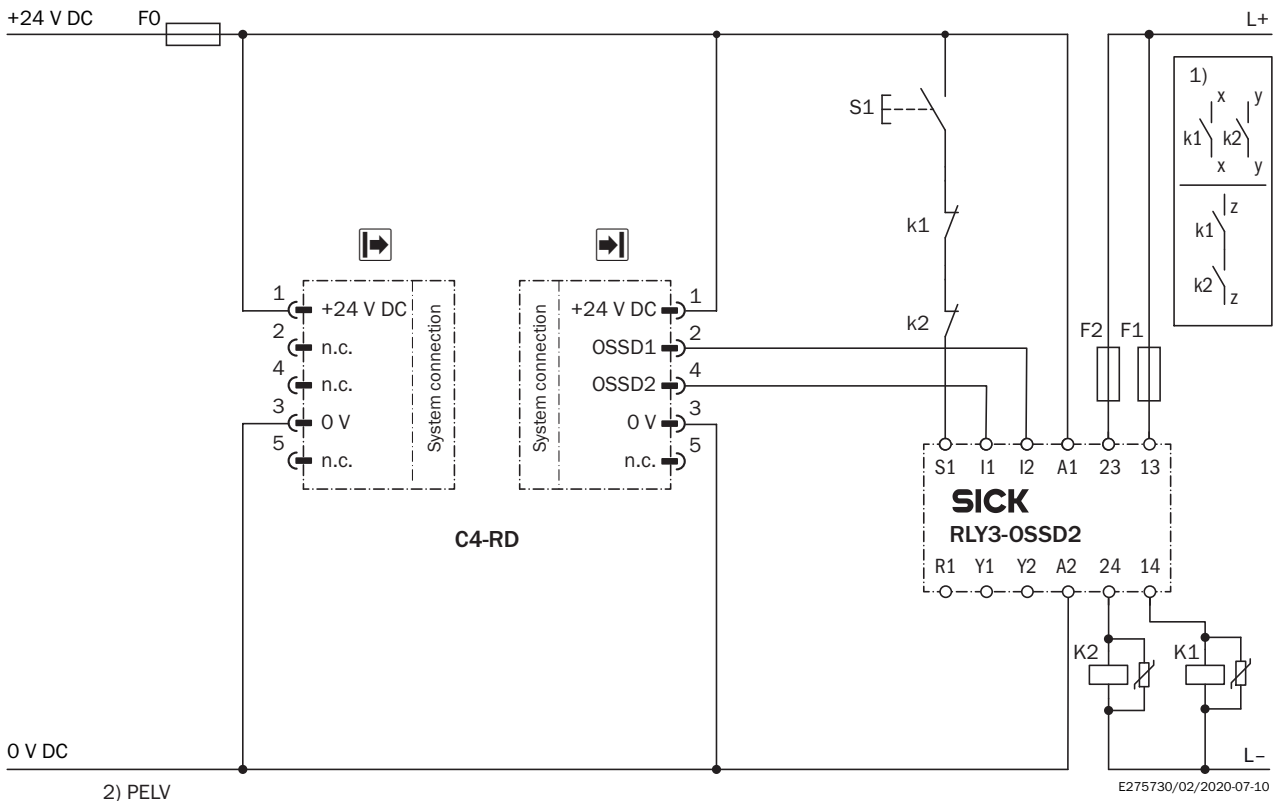 +24 V DC F0 L+
1)
x y
k1 k2
x y
z
k1
k2
z
S1
k1
k2
F2 F1
1 +24 V DC
2 n.c.
4 n.c.
3 0 V
5 n.c.
System connection
System connection
+24 V DC 1
OSSD1 2
OSSD2 4
0 V 3
n.c. 5
C4-RD
S1 I1 I2 A1 23 13
SICK
RLY3-OSSD2
R1 Y1 Y2 A2 24 14
K2 K1
0 V DC L–
2) PELV
E275730/02/2020-07-10